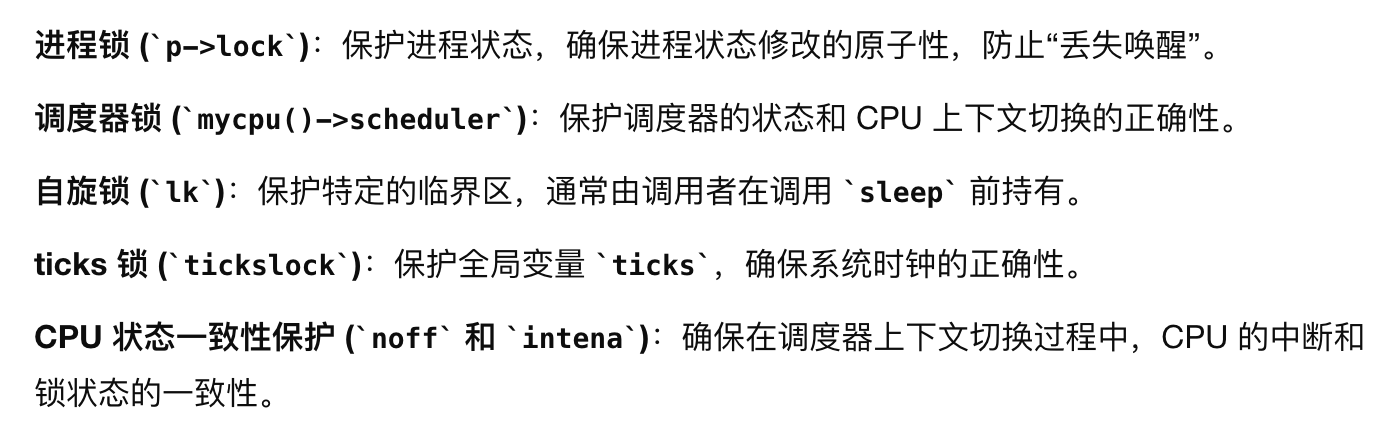 进程锁 (`p->lock`)：保护进程状态，确保进程状态修改的原子性，防止“丢失唤醒”。
调度器锁 (`mycpu()->scheduler`)：保护调度器的状态和 CPU 上下文切换的正确性。
自旋锁 (`lk`)：保护特定的临界区，通常由调用者在调用 `sleep` 前持有。
ticks 锁 (`tickslock`)：保护全局变量 `ticks`，确保系统时钟的正确性。
CPU 状态一致性保护 (`noff` 和 `intena`)：确保在调度器上下文切换过程中，CPU 的中断和
锁状态的一致性。